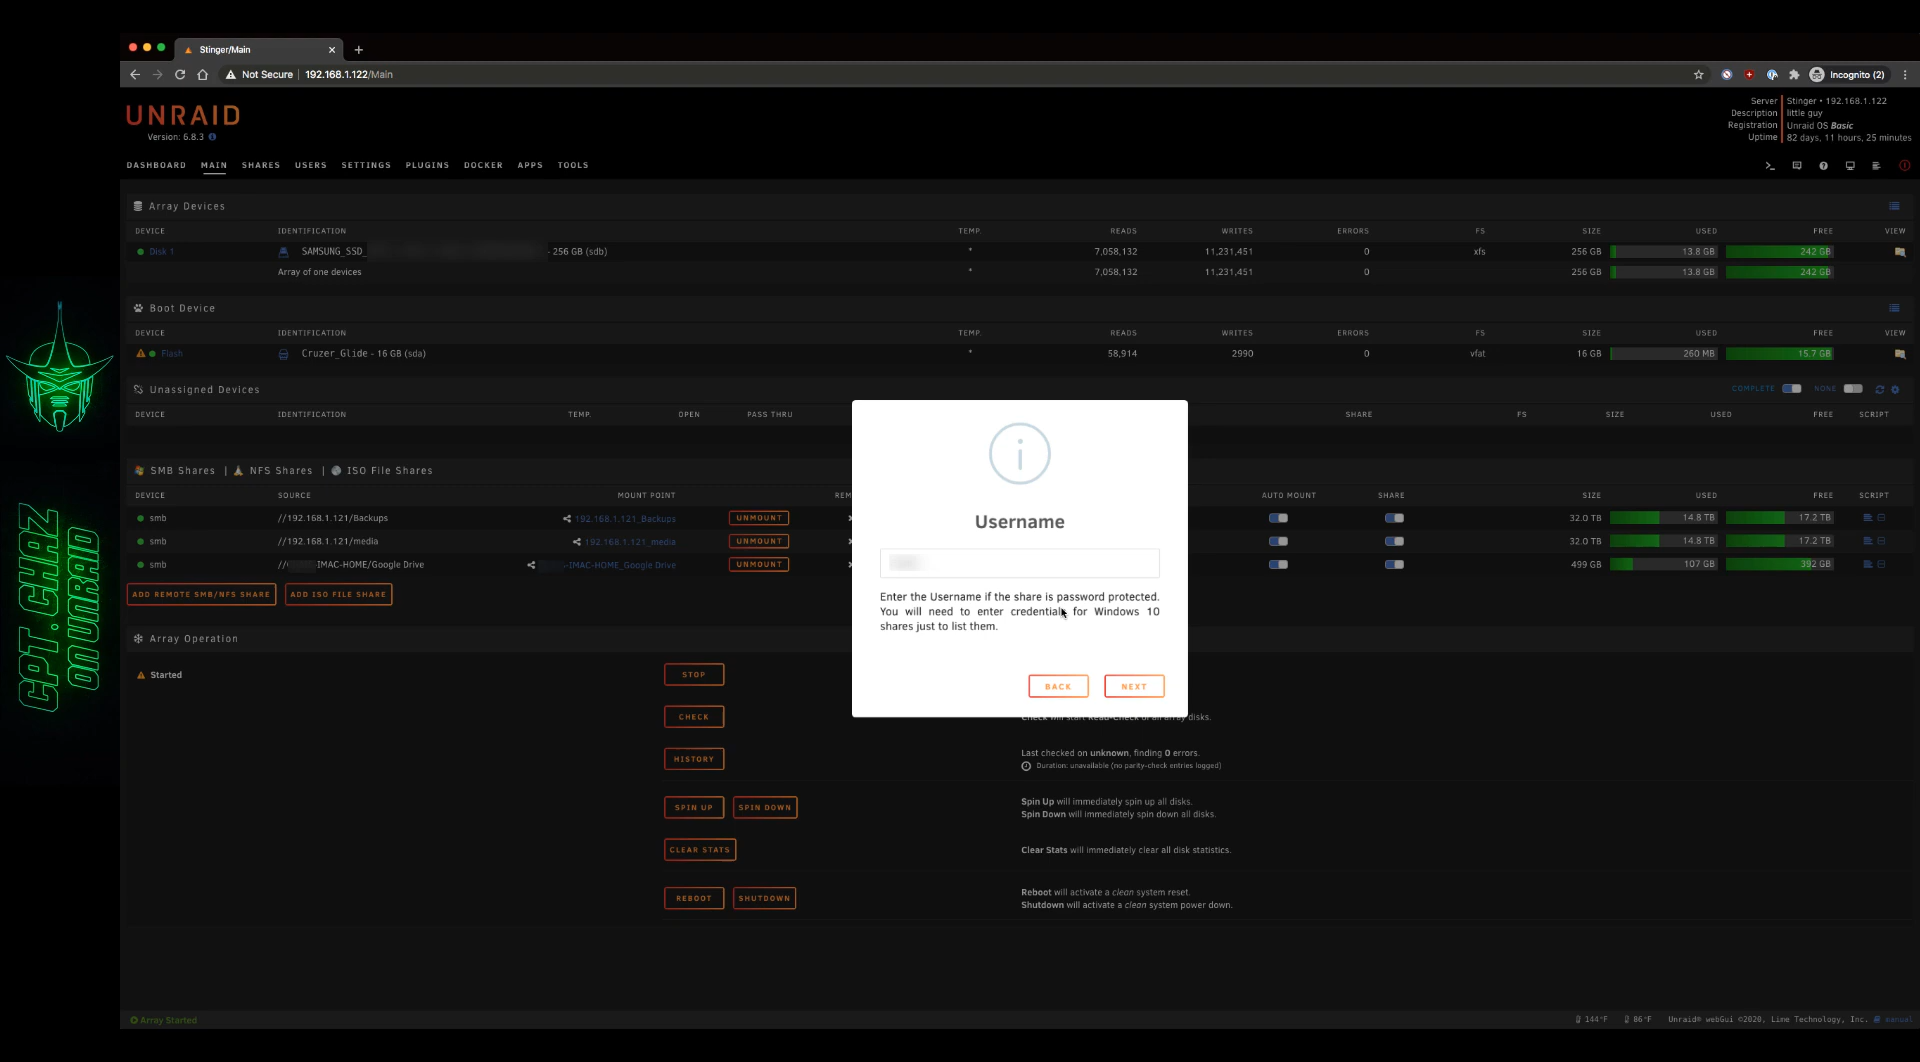 Stinger/Main
Not Secure | 192.168.1.122/Main
Incognito (2)
UNRAID
Version: 6.8.3
Server Stinger • 192.168.1.122
Description little guy
Registration Unraid OS Basic
Uptime 82 days, 11 hours, 25 minutes
DASHBOARD MAIN SHARES USERS SETTINGS PLUGINS DOCKER APPS TOOLS
Array Devices
DEVICE IDENTIFICATION TEMP. READS WRITES ERRORS FS SIZE USED FREE VIEW
Disk 1 SAMSUNG_SSD_ - 256 GB (sdb) * 7,058,132 11,231,451 0 xfs 256 GB 13.8 GB 242 GB
Array of one devices * 7,058,132 11,231,451 0 256 GB 13.8 GB 242 GB
Boot Device
DEVICE IDENTIFICATION TEMP. READS WRITES ERRORS FS SIZE USED FREE VIEW
Flash Cruzer_Glide - 16 GB (sda) * 58,914 2990 0 vfat 16 GB 260 MB 15.7 GB
Unassigned Devices COMPLETE NONE
DEVICE IDENTIFICATION TEMP. OPEN PASS THRU SHARE FS SIZE USED FREE SCRIPT
SMB Shares | NFS Shares | ISO File Shares
DEVICE SOURCE MOUNT POINT REM AUTO MOUNT SHARE SIZE USED FREE SCRIPT
smb //192.168.1.121/Backups 192.168.1.121_Backups UNMOUNT 32.0 TB 14.8 TB 17.2 TB
smb //192.168.1.121/media 192.168.1.121_media UNMOUNT 32.0 TB 14.8 TB 17.2 TB
smb // IMAC-HOME/Google Drive -IMAC-HOME_Google Drive UNMOUNT 499 GB 107 GB 392 GB
ADD REMOTE SMB/NFS SHARE ADD ISO FILE SHARE
Array Operation
Started STOP
CHECK Check will start Read-Check of all array disks.
HISTORY Last checked on unknown, finding 0 errors.
Duration: unavailable (no parity-check entries logged)
SPIN UP SPIN DOWN Spin Up will immediately spin up all disks.
Spin Down will immediately spin down all disks.
CLEAR STATS Clear Stats will immediately clear all disk statistics.
REBOOT SHUTDOWN Reboot will activate a clean system reset.
Shutdown will activate a clean system power down.
Username
Enter the Username if the share is password protected.
You will need to enter credentials for Windows 10
shares just to list them.
BACK NEXT
Array Started 144°F 86°F Unraid® webGui ©2020, Lime Technology, Inc. manual
CPT.CHAZ
ON UNRAID